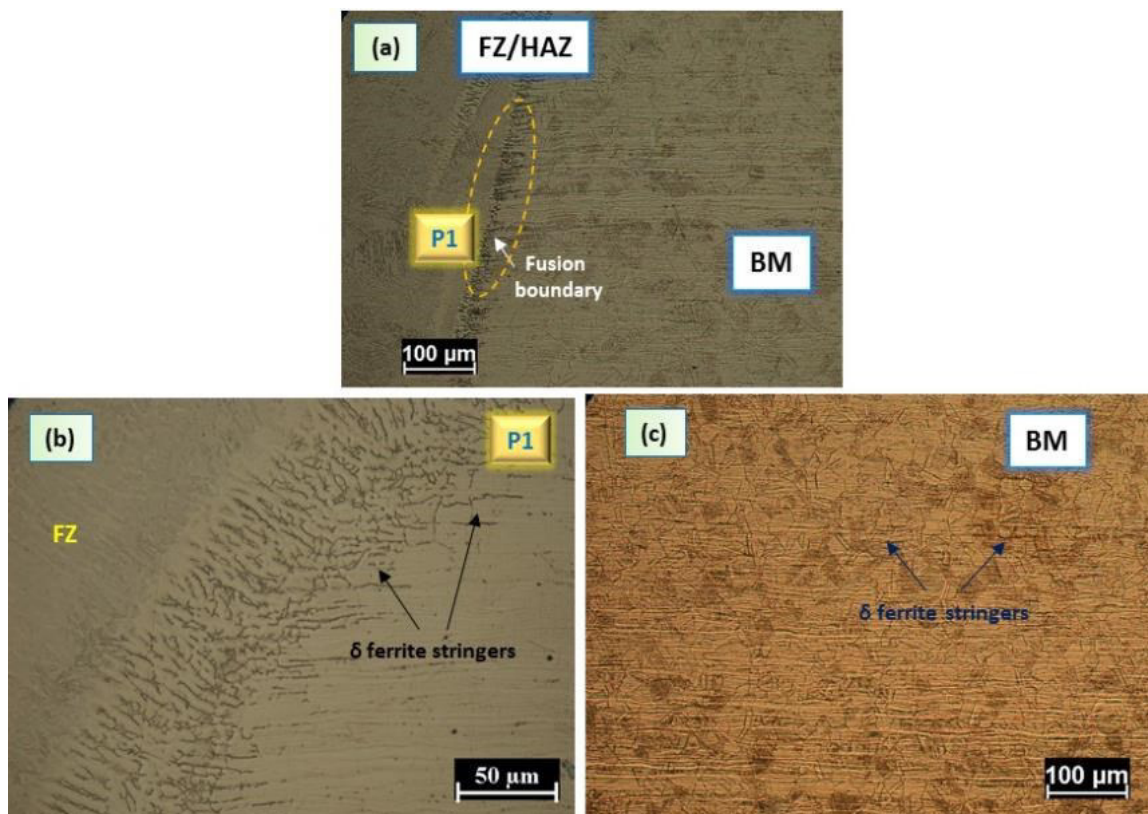 (a)
FZ/HAZ
P1
Fusion
boundary
BM
100 µm
(b)
P1
FZ
δ ferrite stringers
50 µm
(c)
BM
δ ferrite stringers
100 µm